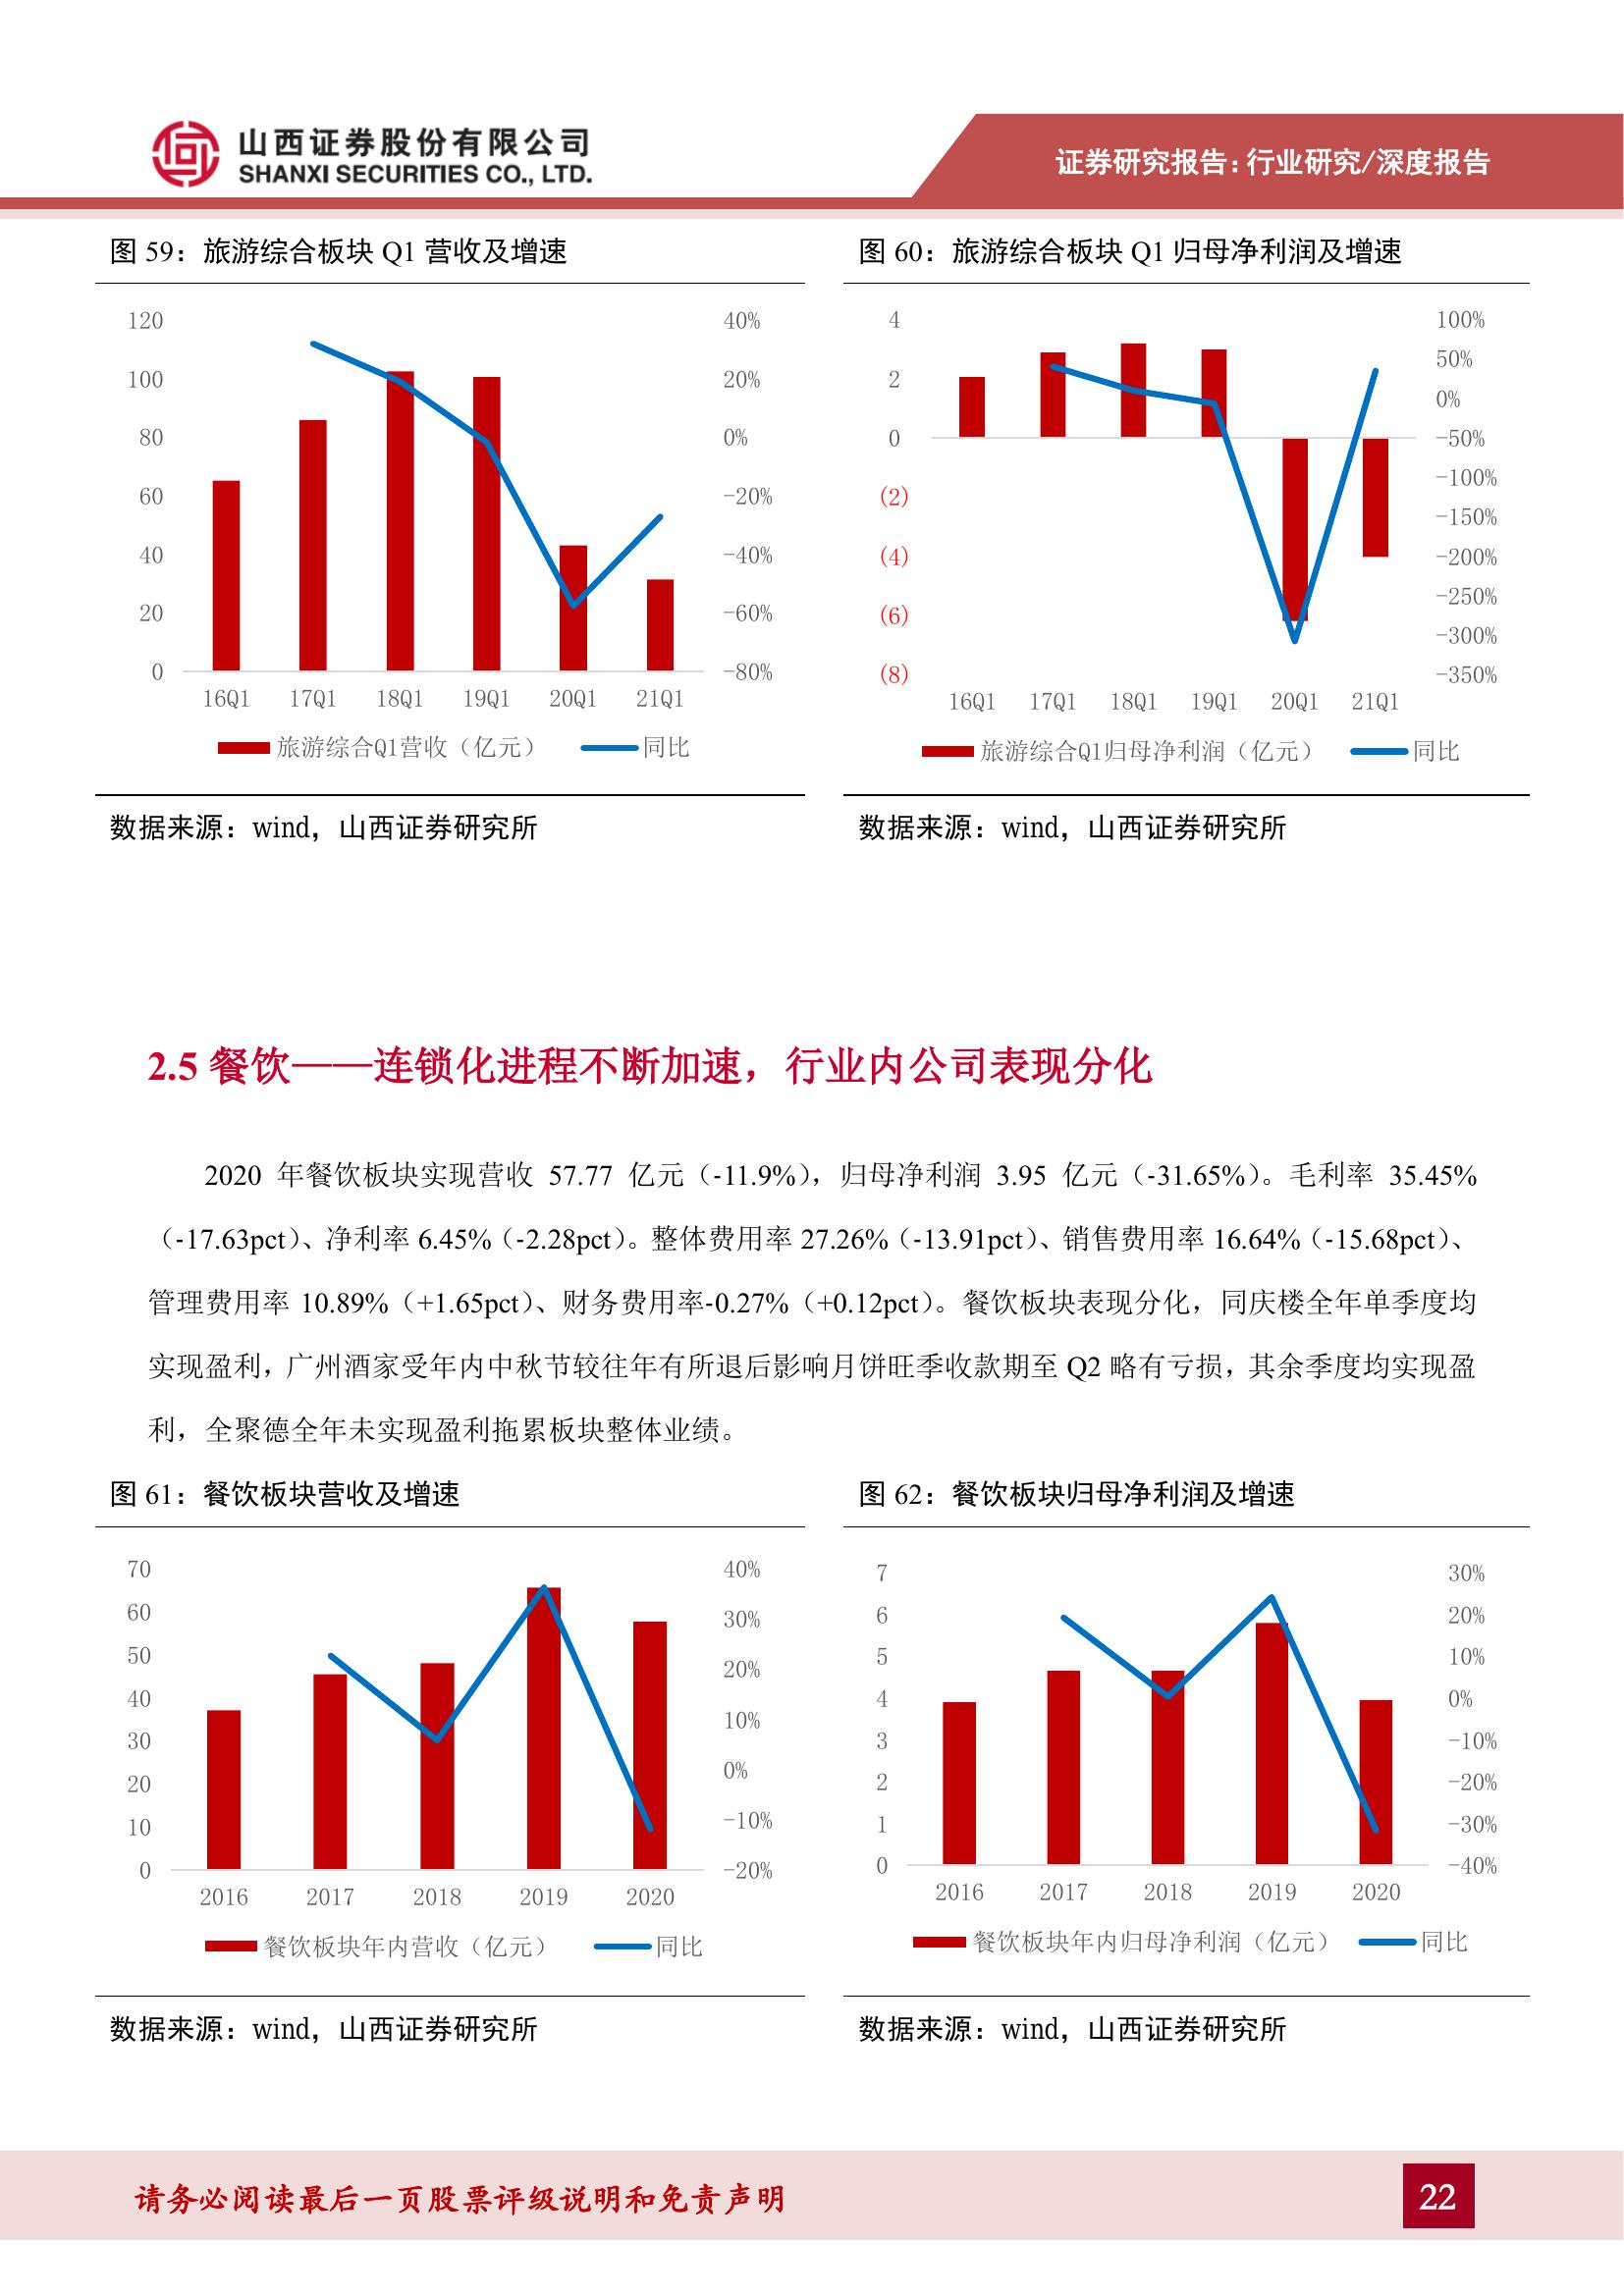 山西证券股份有限公司
SHANXI SECURITIES CO., LTD.
证券研究报告:行业研究/深度报告
图 59：旅游综合板块 Q1 营收及增速
120
100
80
60
40
20
0
40%
20%
0%
-20%
-40%
-60%
-80%
16Q1 17Q1 18Q1 19Q1 20Q1 21Q1
旅游综合Q1营收（亿元） 同比
数据来源：wind，山西证券研究所
图 60：旅游综合板块 Q1 归母净利润及增速
4
2
0
(2)
(4)
(6)
(8)
100%
50%
0%
-50%
-100%
-150%
-200%
-250%
-300%
-350%
16Q1 17Q1 18Q1 19Q1 20Q1 21Q1
旅游综合Q1归母净利润（亿元） 同比
数据来源：wind，山西证券研究所
2.5 餐饮——连锁化进程不断加速，行业内公司表现分化
2020 年餐饮板块实现营收 57.77 亿元（-11.9%），归母净利润 3.95 亿元（-31.65%）。毛利率 35.45%
（-17.63pct）、净利率 6.45%（-2.28pct）。整体费用率 27.26%（-13.91pct）、销售费用率 16.64%（-15.68pct）、
管理费用率 10.89%（+1.65pct）、财务费用率-0.27%（+0.12pct）。餐饮板块表现分化，同庆楼全年单季度均
实现盈利，广州酒家受年内中秋节较往年有所退后影响月饼旺季收款期至 Q2 略有亏损，其余季度均实现盈
利，全聚德全年未实现盈利拖累板块整体业绩。
图 61：餐饮板块营收及增速
70
60
50
40
30
20
10
0
40%
30%
20%
10%
0%
-10%
-20%
2016 2017 2018 2019 2020
餐饮板块年内营收（亿元） 同比
数据来源：wind，山西证券研究所
图 62：餐饮板块归母净利润及增速
7
6
5
4
3
2
1
0
30%
20%
10%
0%
-10%
-20%
-30%
-40%
2016 2017 2018 2019 2020
餐饮板块年内归母净利润（亿元） 同比
数据来源：wind，山西证券研究所
请务必阅读最后一页股票评级说明和免责声明
22